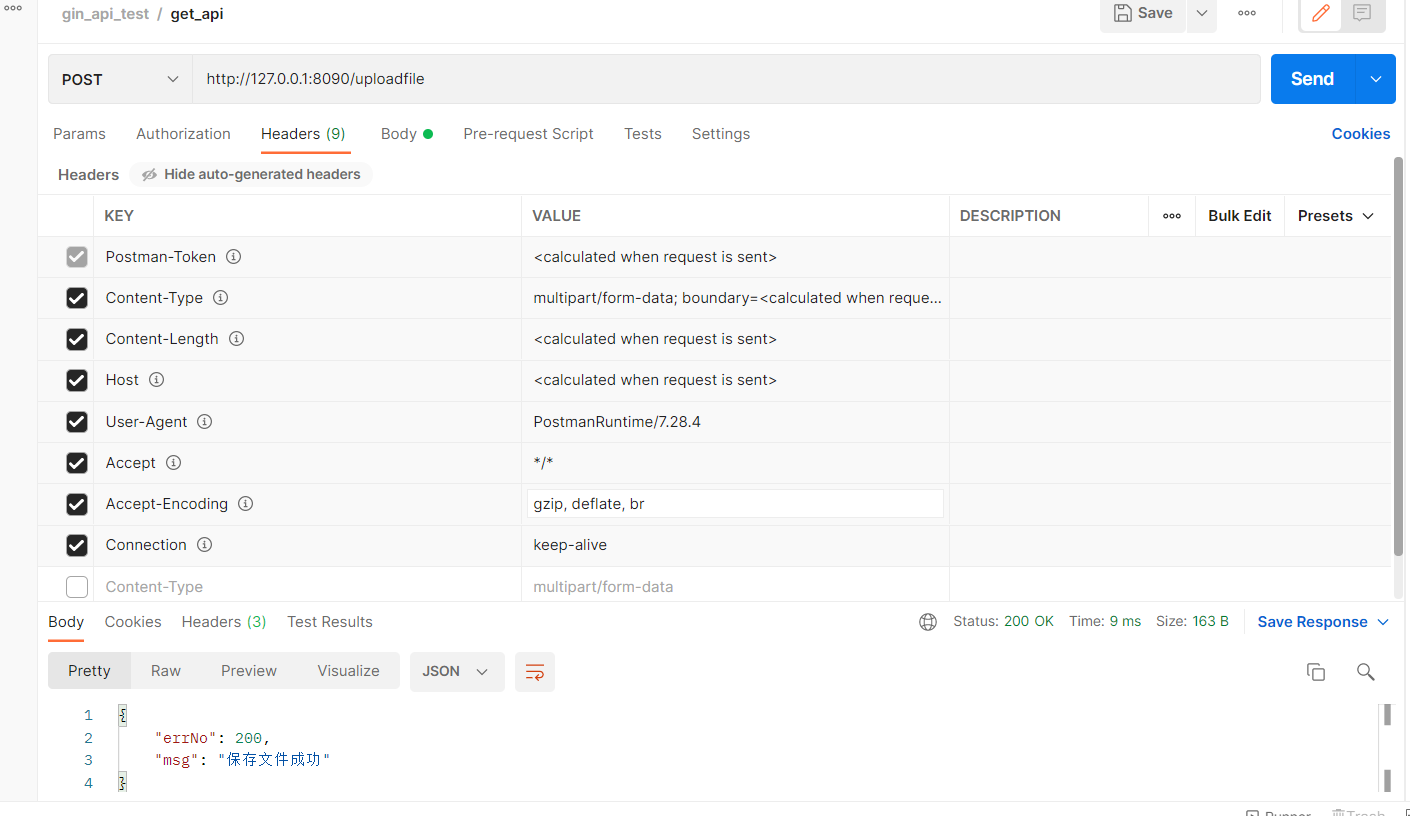 gin_api_test / get_api
Save
POST
http://127.0.0.1:8090/uploadfile
Send
Params Authorization Headers (9) Body Pre-request Script Tests Settings Cookies
Headers Hide auto-generated headers
KEY VALUE DESCRIPTION Bulk Edit Presets
Postman-Token <calculated when request is sent>
Content-Type multipart/form-data; boundary=<calculated when reque...
Content-Length <calculated when request is sent>
Host <calculated when request is sent>
User-Agent PostmanRuntime/7.28.4
Accept */*
Accept-Encoding gzip, deflate, br
Connection keep-alive
Content-Type multipart/form-data
Body Cookies Headers (3) Test Results Status: 200 OK Time: 9 ms Size: 163 B Save Response
Pretty Raw Preview Visualize JSON
1 {
2 "errNo": 200,
3 "msg": "保存文件成功"
4 }
Runner Trash